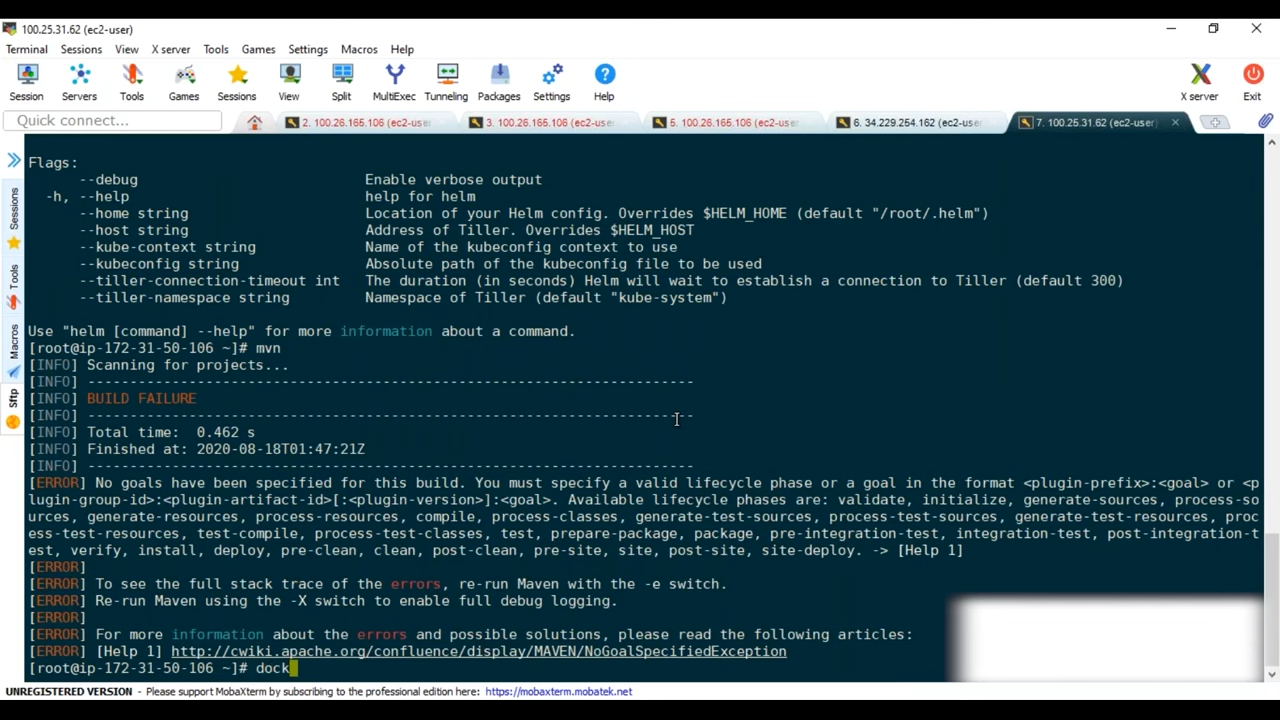 100.25.31.62 (ec2-user)
Terminal Sessions View X server Tools Games Settings Macros Help
Session Servers Tools Games Sessions View Split MultiExec Tunneling Packages Settings Help X server Exit
Quick connect... 2. 100.26.165.106 (ec2-use 3. 100.26.165.106 (ec2-use 5. 100.26.165.106 (ec2-use 6. 34.229.254.162 (ec2-use 7. 100.25.31.62 (ec2-user)
Sessions
Tools
Macros
Sftp
Flags:
--debug Enable verbose output
-h, --help help for helm
--home string Location of your Helm config. Overrides $HELM_HOME (default "/root/.helm")
--host string Address of Tiller. Overrides $HELM_HOST
--kube-context string Name of the kubeconfig context to use
--kubeconfig string Absolute path of the kubeconfig file to be used
--tiller-connection-timeout int The duration (in seconds) Helm will wait to establish a connection to Tiller (default 300)
--tiller-namespace string Namespace of Tiller (default "kube-system")
Use "helm [command] --help" for more information about a command.
[root@ip-172-31-50-106 ~]# mvn
[INFO] Scanning for projects...
[INFO] ------------------------------------------------------------------------
[INFO] BUILD FAILURE
[INFO] ------------------------------------------------------------------------
[INFO] Total time:  0.462 s
[INFO] Finished at: 2020-08-18T01:47:21Z
[INFO] ------------------------------------------------------------------------
[ERROR] No goals have been specified for this build. You must specify a valid lifecycle phase or a goal in the format <plugin-prefix>:<goal> or <p
lugin-group-id>:<plugin-artifact-id>[:<plugin-version>]:<goal>. Available lifecycle phases are: validate, initialize, generate-sources, process-so
urces, generate-resources, process-resources, compile, process-classes, generate-test-sources, process-test-sources, generate-test-resources, proc
ess-test-resources, test-compile, process-test-classes, test, prepare-package, package, pre-integration-test, integration-test, post-integration-t
est, verify, install, deploy, pre-clean, clean, post-clean, pre-site, site, post-site, site-deploy. -> [Help 1]
[ERROR]
[ERROR] To see the full stack trace of the errors, re-run Maven with the -e switch.
[ERROR] Re-run Maven using the -X switch to enable full debug logging.
[ERROR]
[ERROR] For more information about the errors and possible solutions, please read the following articles:
[ERROR] [Help 1] http://cwiki.apache.org/confluence/display/MAVEN/NoGoalSpecifiedException
[root@ip-172-31-50-106 ~]# dock
UNREGISTERED VERSION - Please support MobaXterm by subscribing to the professional edition here: https://mobaxterm.mobatek.net